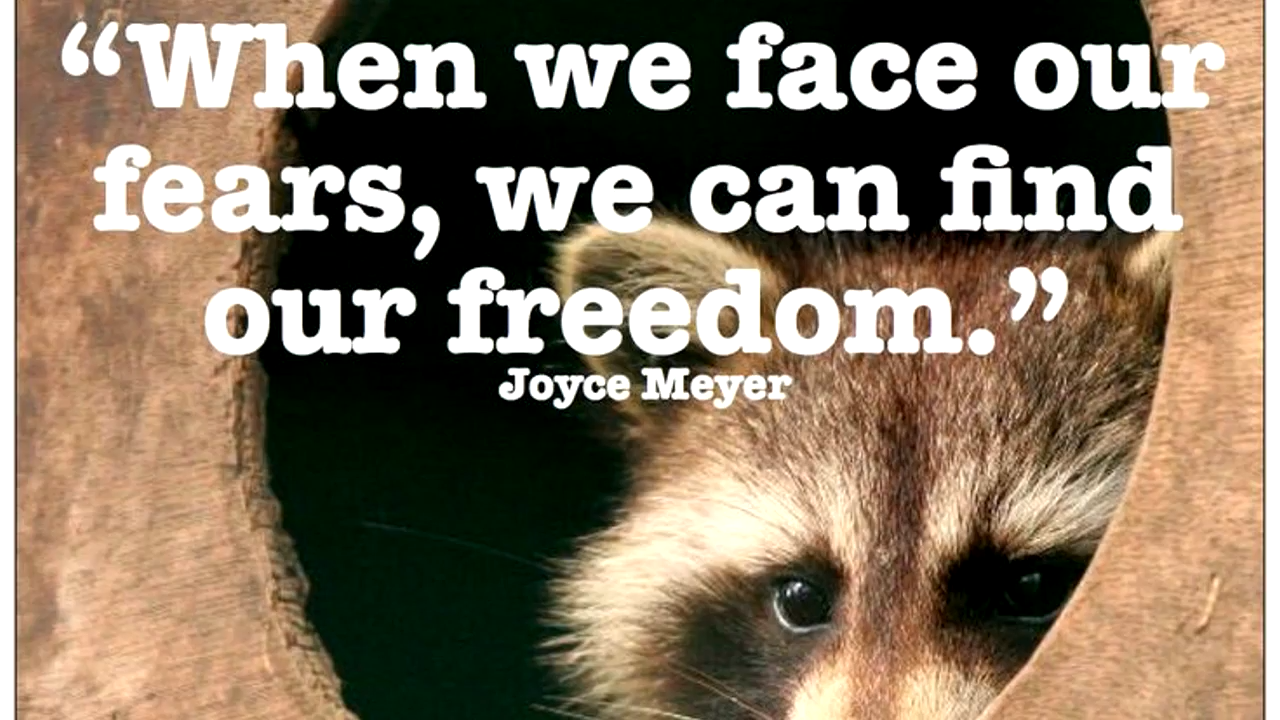 “When we face our
fears, we can find
our freedom.”
Joyce Meyer